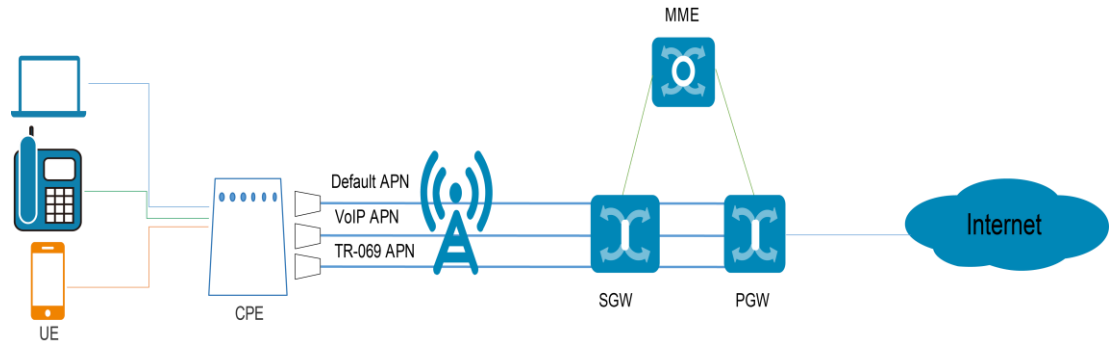 MME
Default APN
VoIP APN
TR-069 APN
Internet
SGW
PGW
CPE
UE